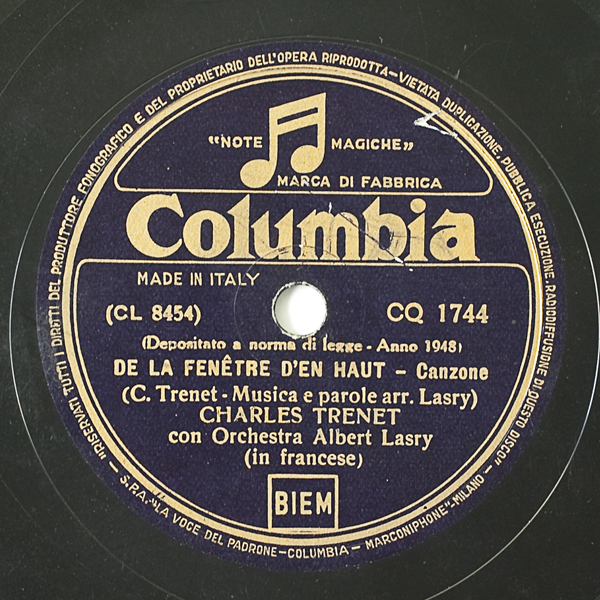 "RISERVATI TUTTI I DIRETTI DEL PRODUTTORE FONOGRAFICO E DEL PROPRIETARIO DELL'OPERA RIPRODOTTA—VIETATA DUPLICAZIONE, PUBBLICA ESECUZIONE, RADIODIFFUSIONE DI QUESTO DISCO"
"NOTE MAGICHE"
MARCA DI FABBRICA
Columbia
MADE IN ITALY
(CL 8454) CQ 1744
(Depositato a norma di legge - Anno 1948)
DE LA FENÊTRE D'EN HAUT – Canzone
(C. Trenet - Musica e parole arr. Lasry)
CHARLES TRENET
con Orchestra Albert Lasry
(in francese)
BIEM
— S.P.A. "LA VOCE DEL PADRONE—COLUMBIA — MARCONIPHONE"—MILANO —